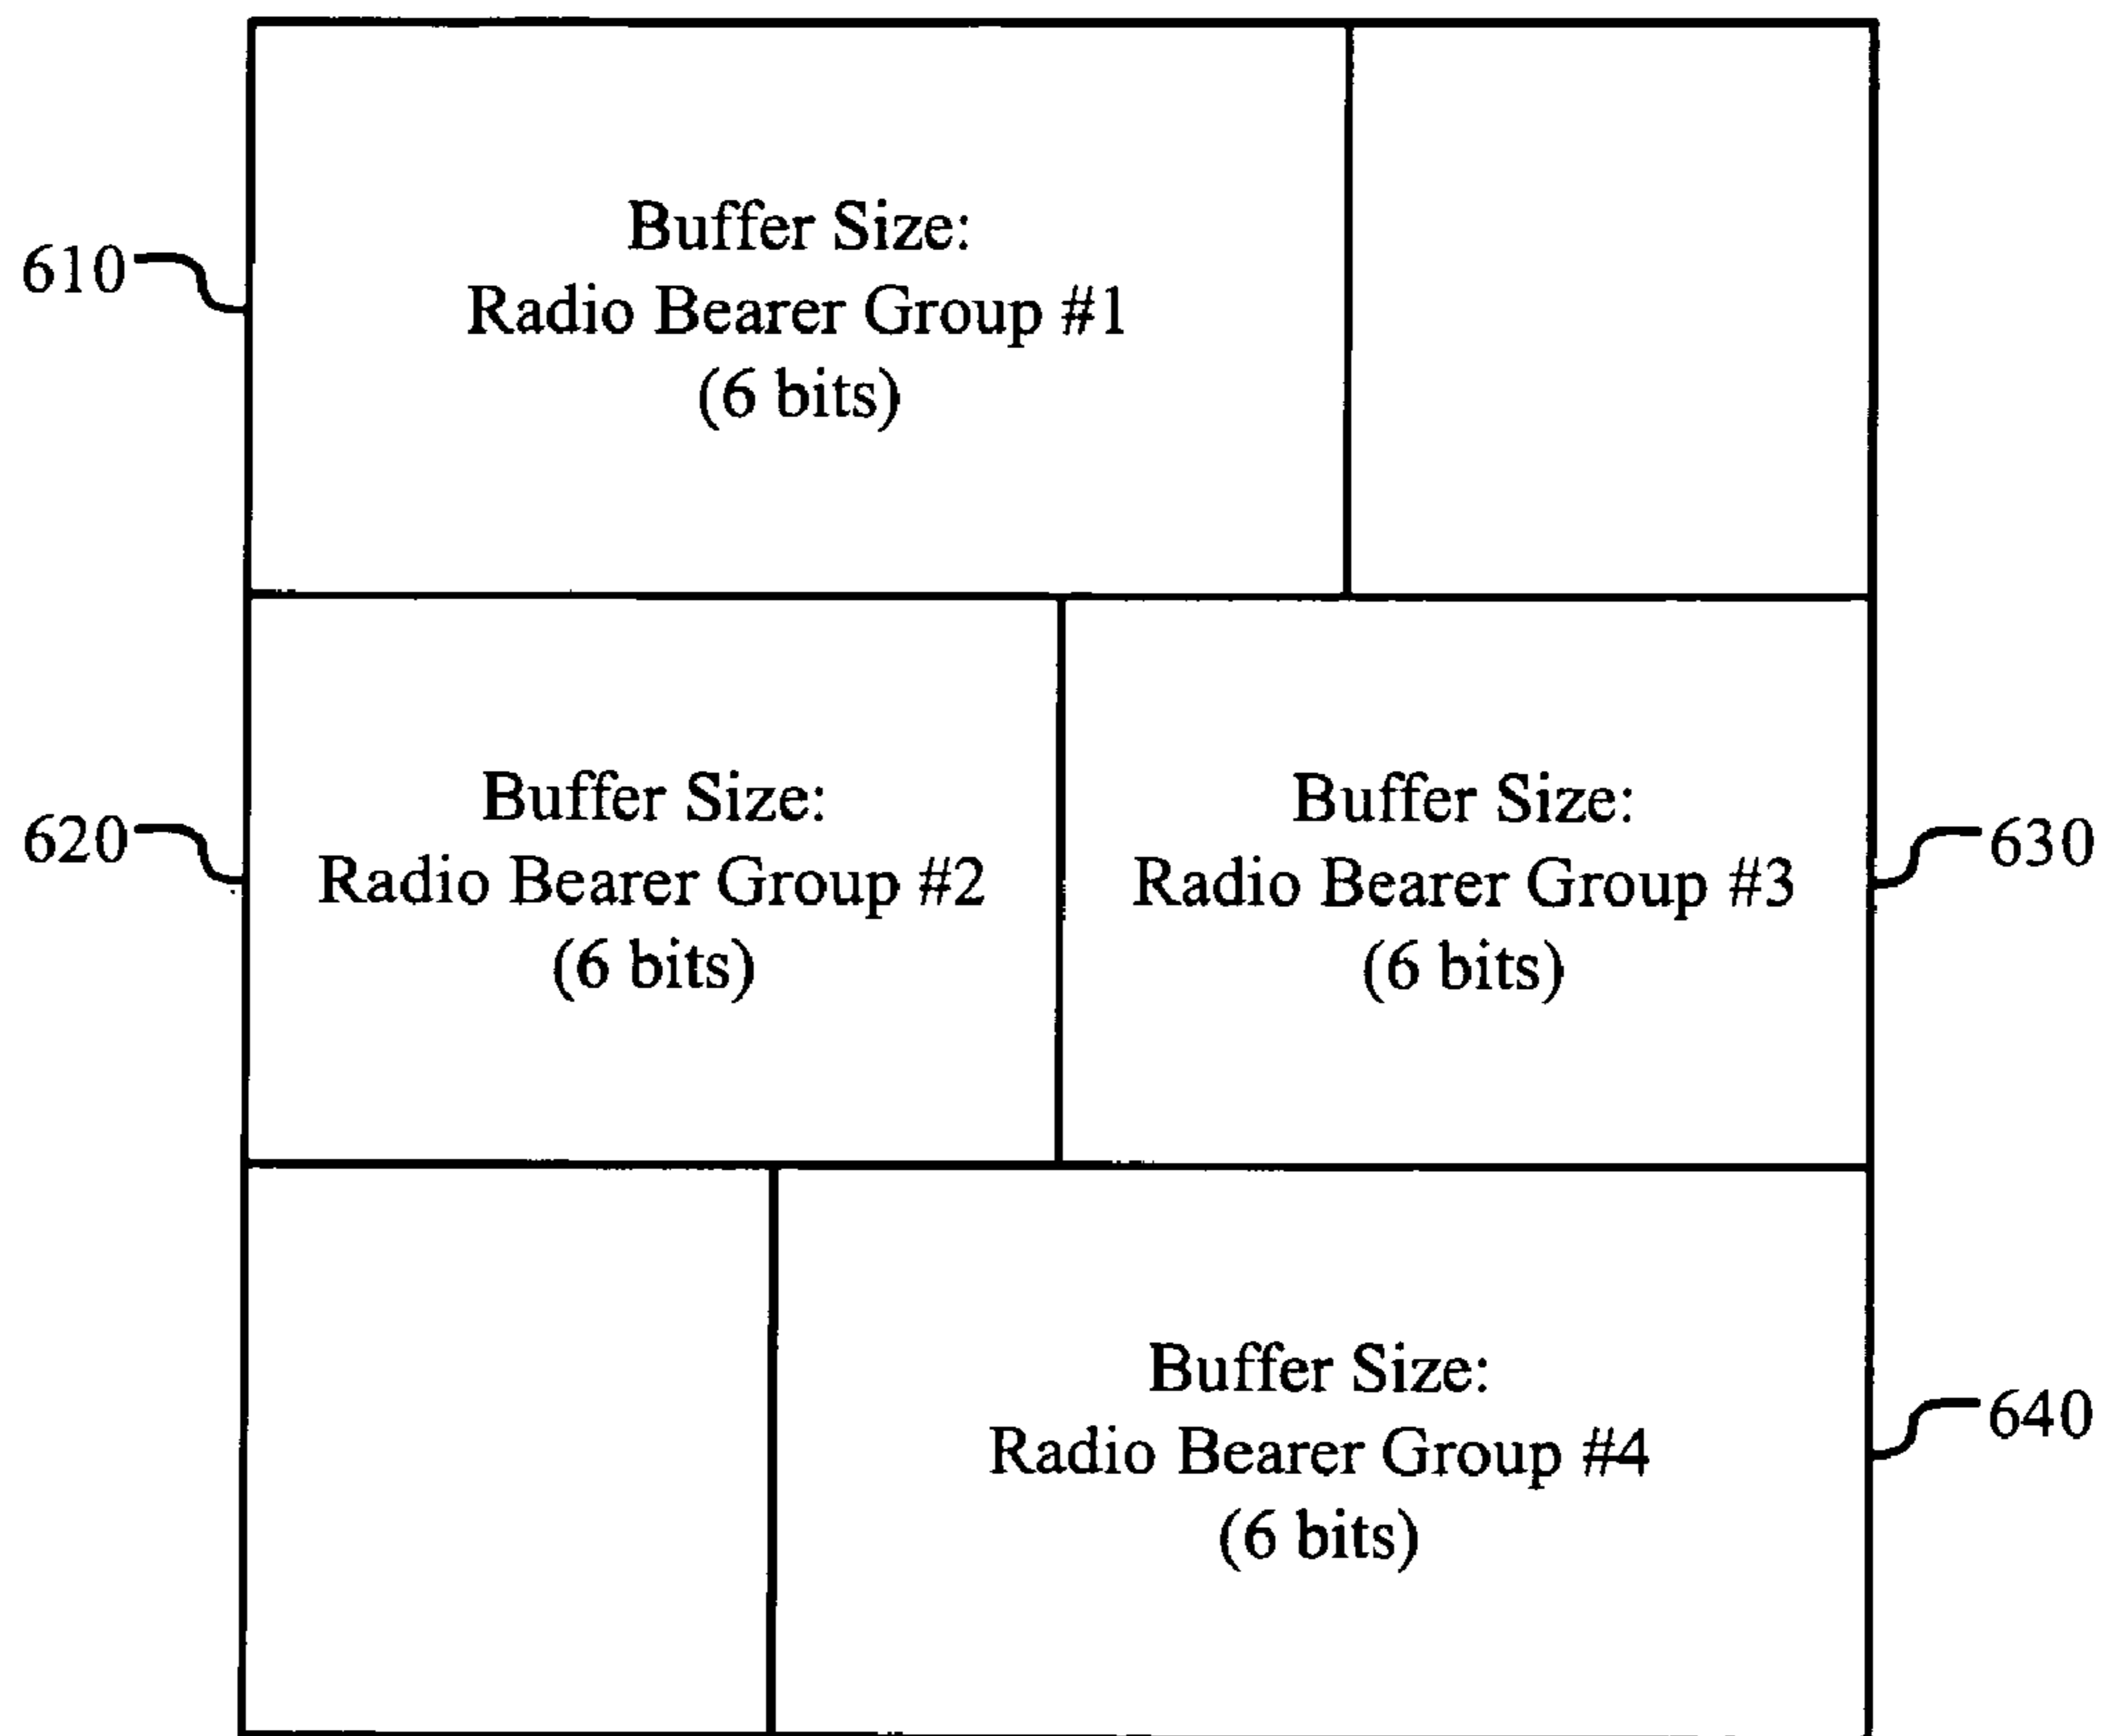 610
Buffer Size:
Radio Bearer Group #1
(6 bits)
620
Buffer Size:
Radio Bearer Group #2
(6 bits)
Buffer Size:
Radio Bearer Group #3
(6 bits)
630
Buffer Size:
Radio Bearer Group #4
(6 bits)
640